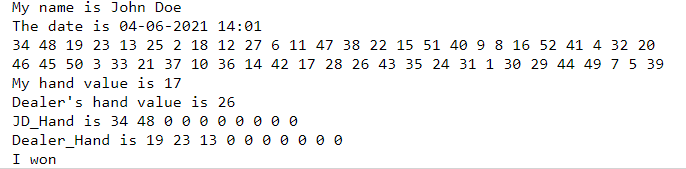 My name is John Doe
The date is 04-06-2021 14:01
34 48 19 23 13 25 2 18 12 27 6 11 47 38 22 15 51 40 9 8 16 52 41 4 32 20
46 45 50 3 33 21 37 10 36 14 42 17 28 26 43 35 24 31 1 30 29 44 49 7 5 39
My hand value is 17
Dealer's hand value is 26
JD_Hand is 34 48 0 0 0 0 0 0 0 0
Dealer_Hand is 19 23 13 0 0 0 0 0 0 0
I won